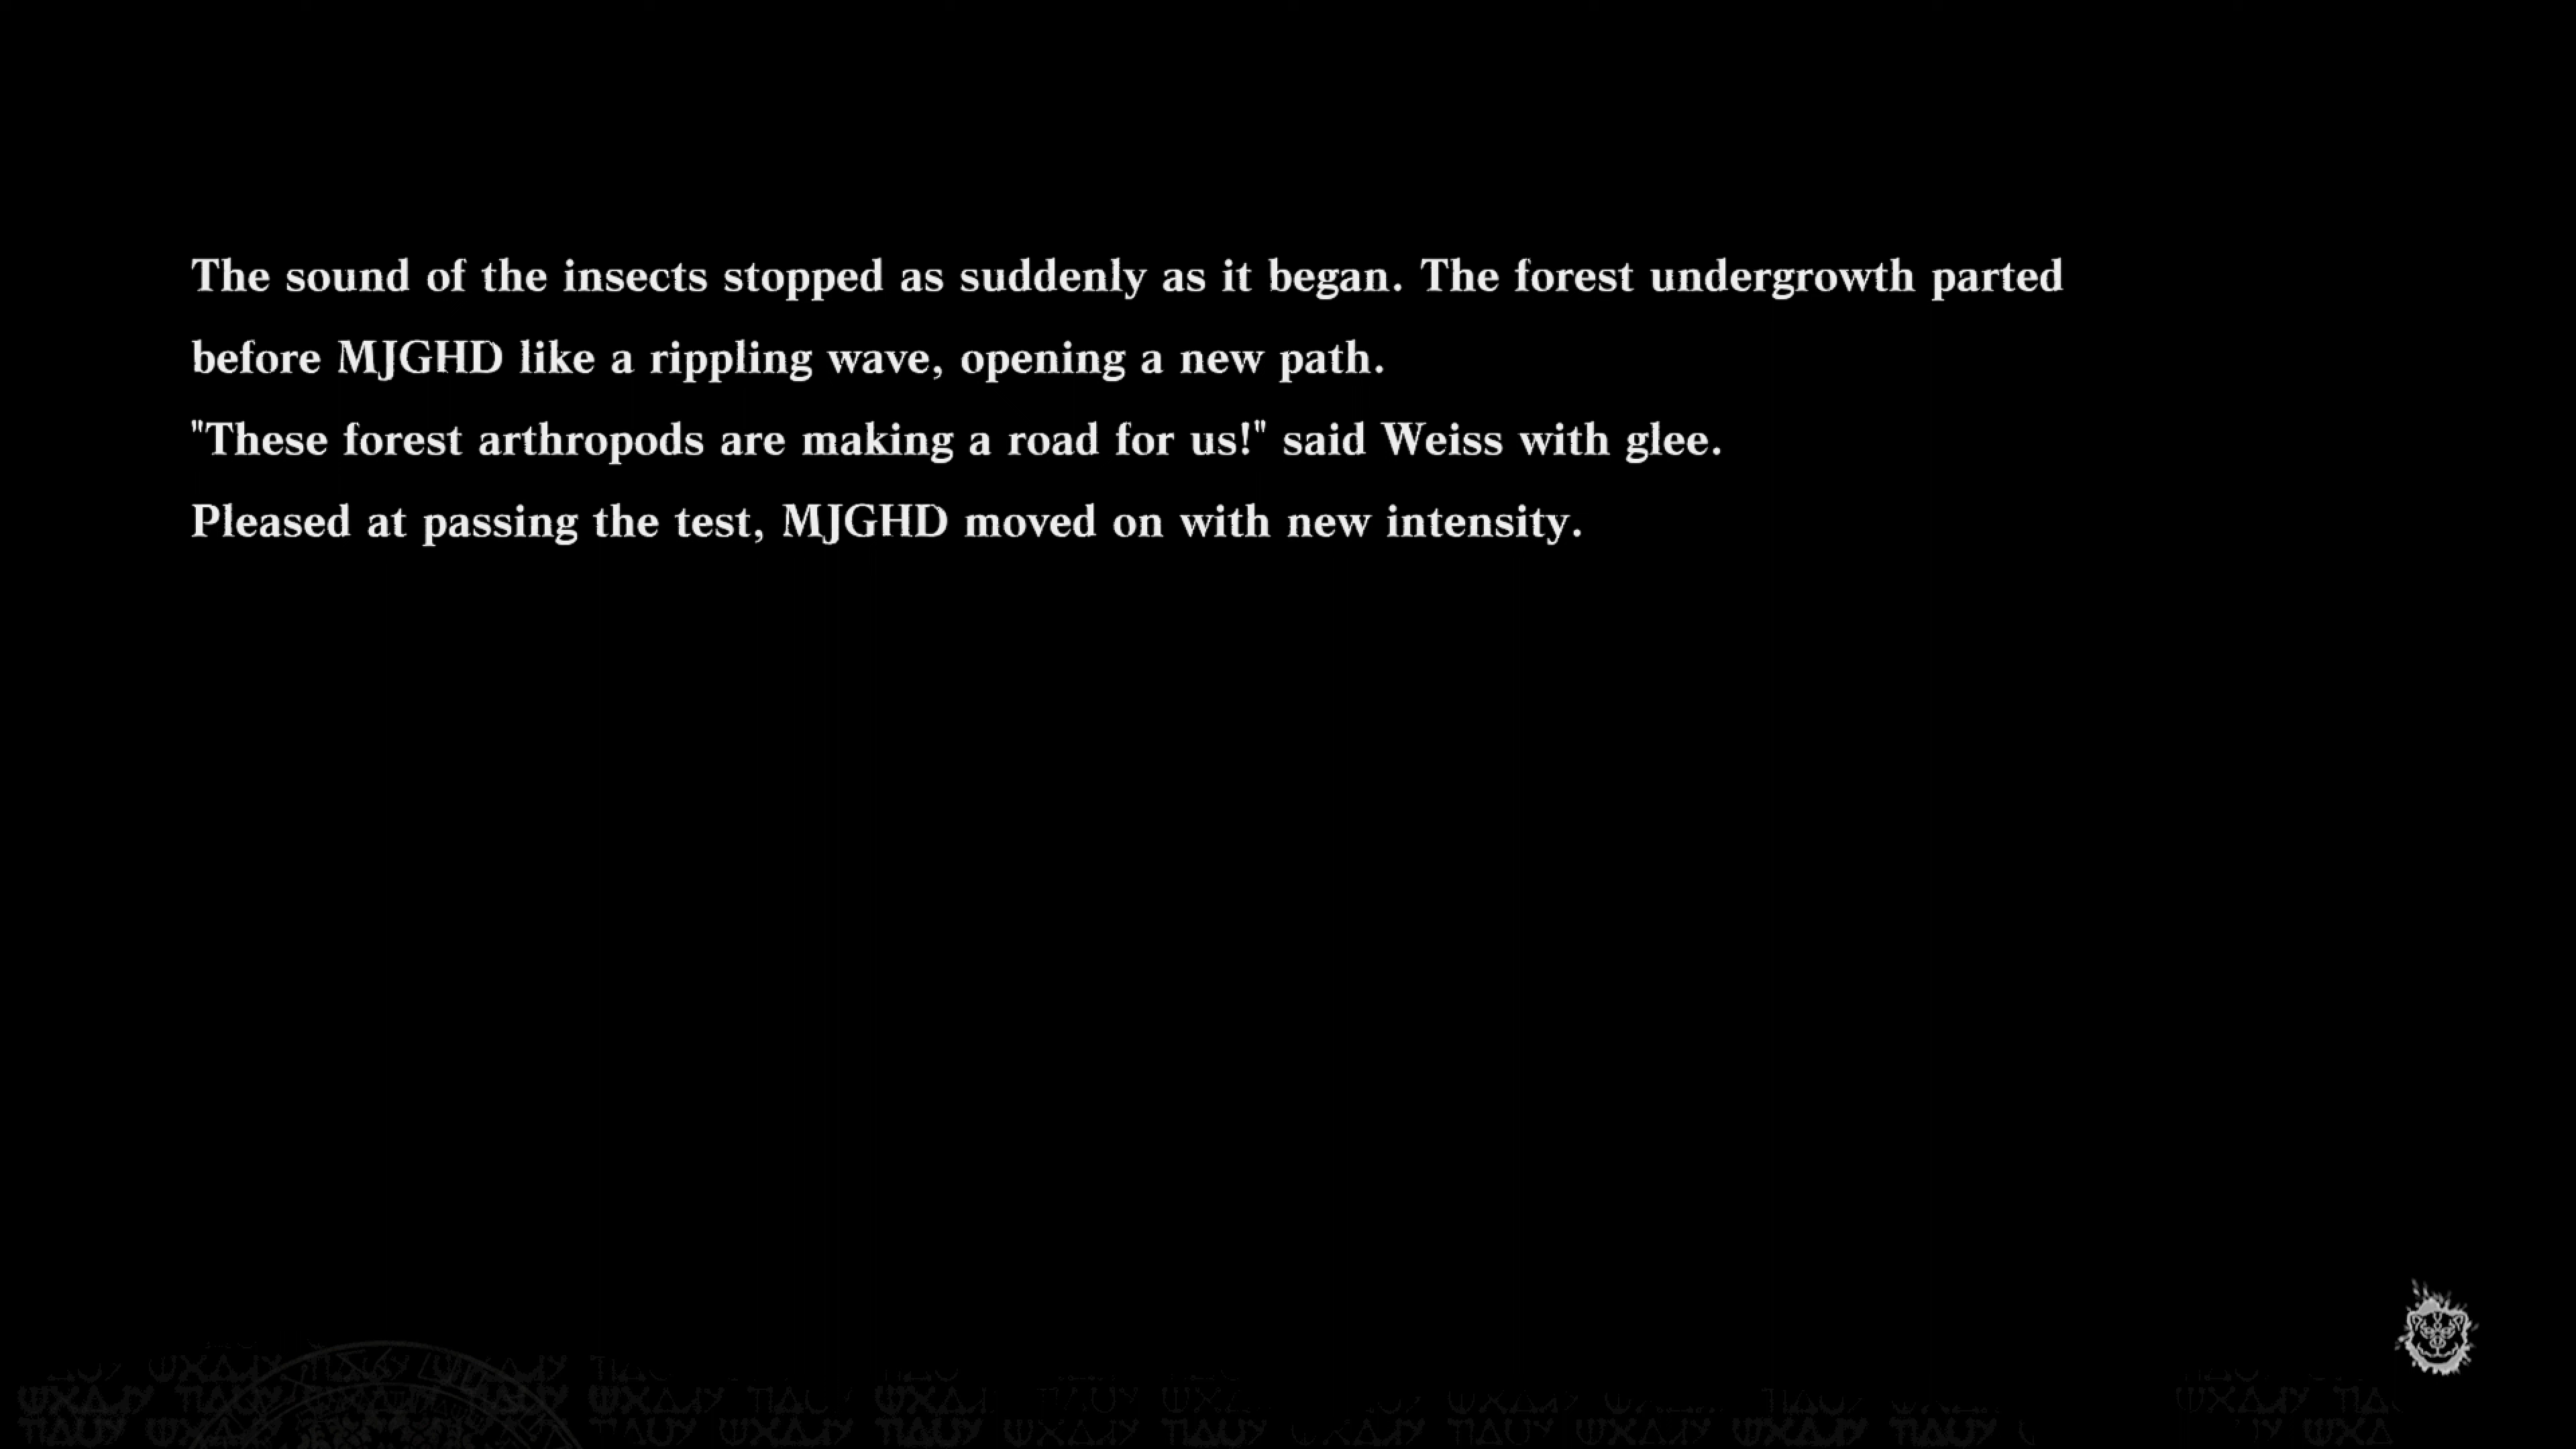 The sound of the insects stopped as suddenly as it began. The forest undergrowth parted
before MJGHD like a rippling wave, opening a new path.
"These forest arthropods are making a road for us!" said Weiss with glee.
Pleased at passing the test, MJGHD moved on with new intensity.